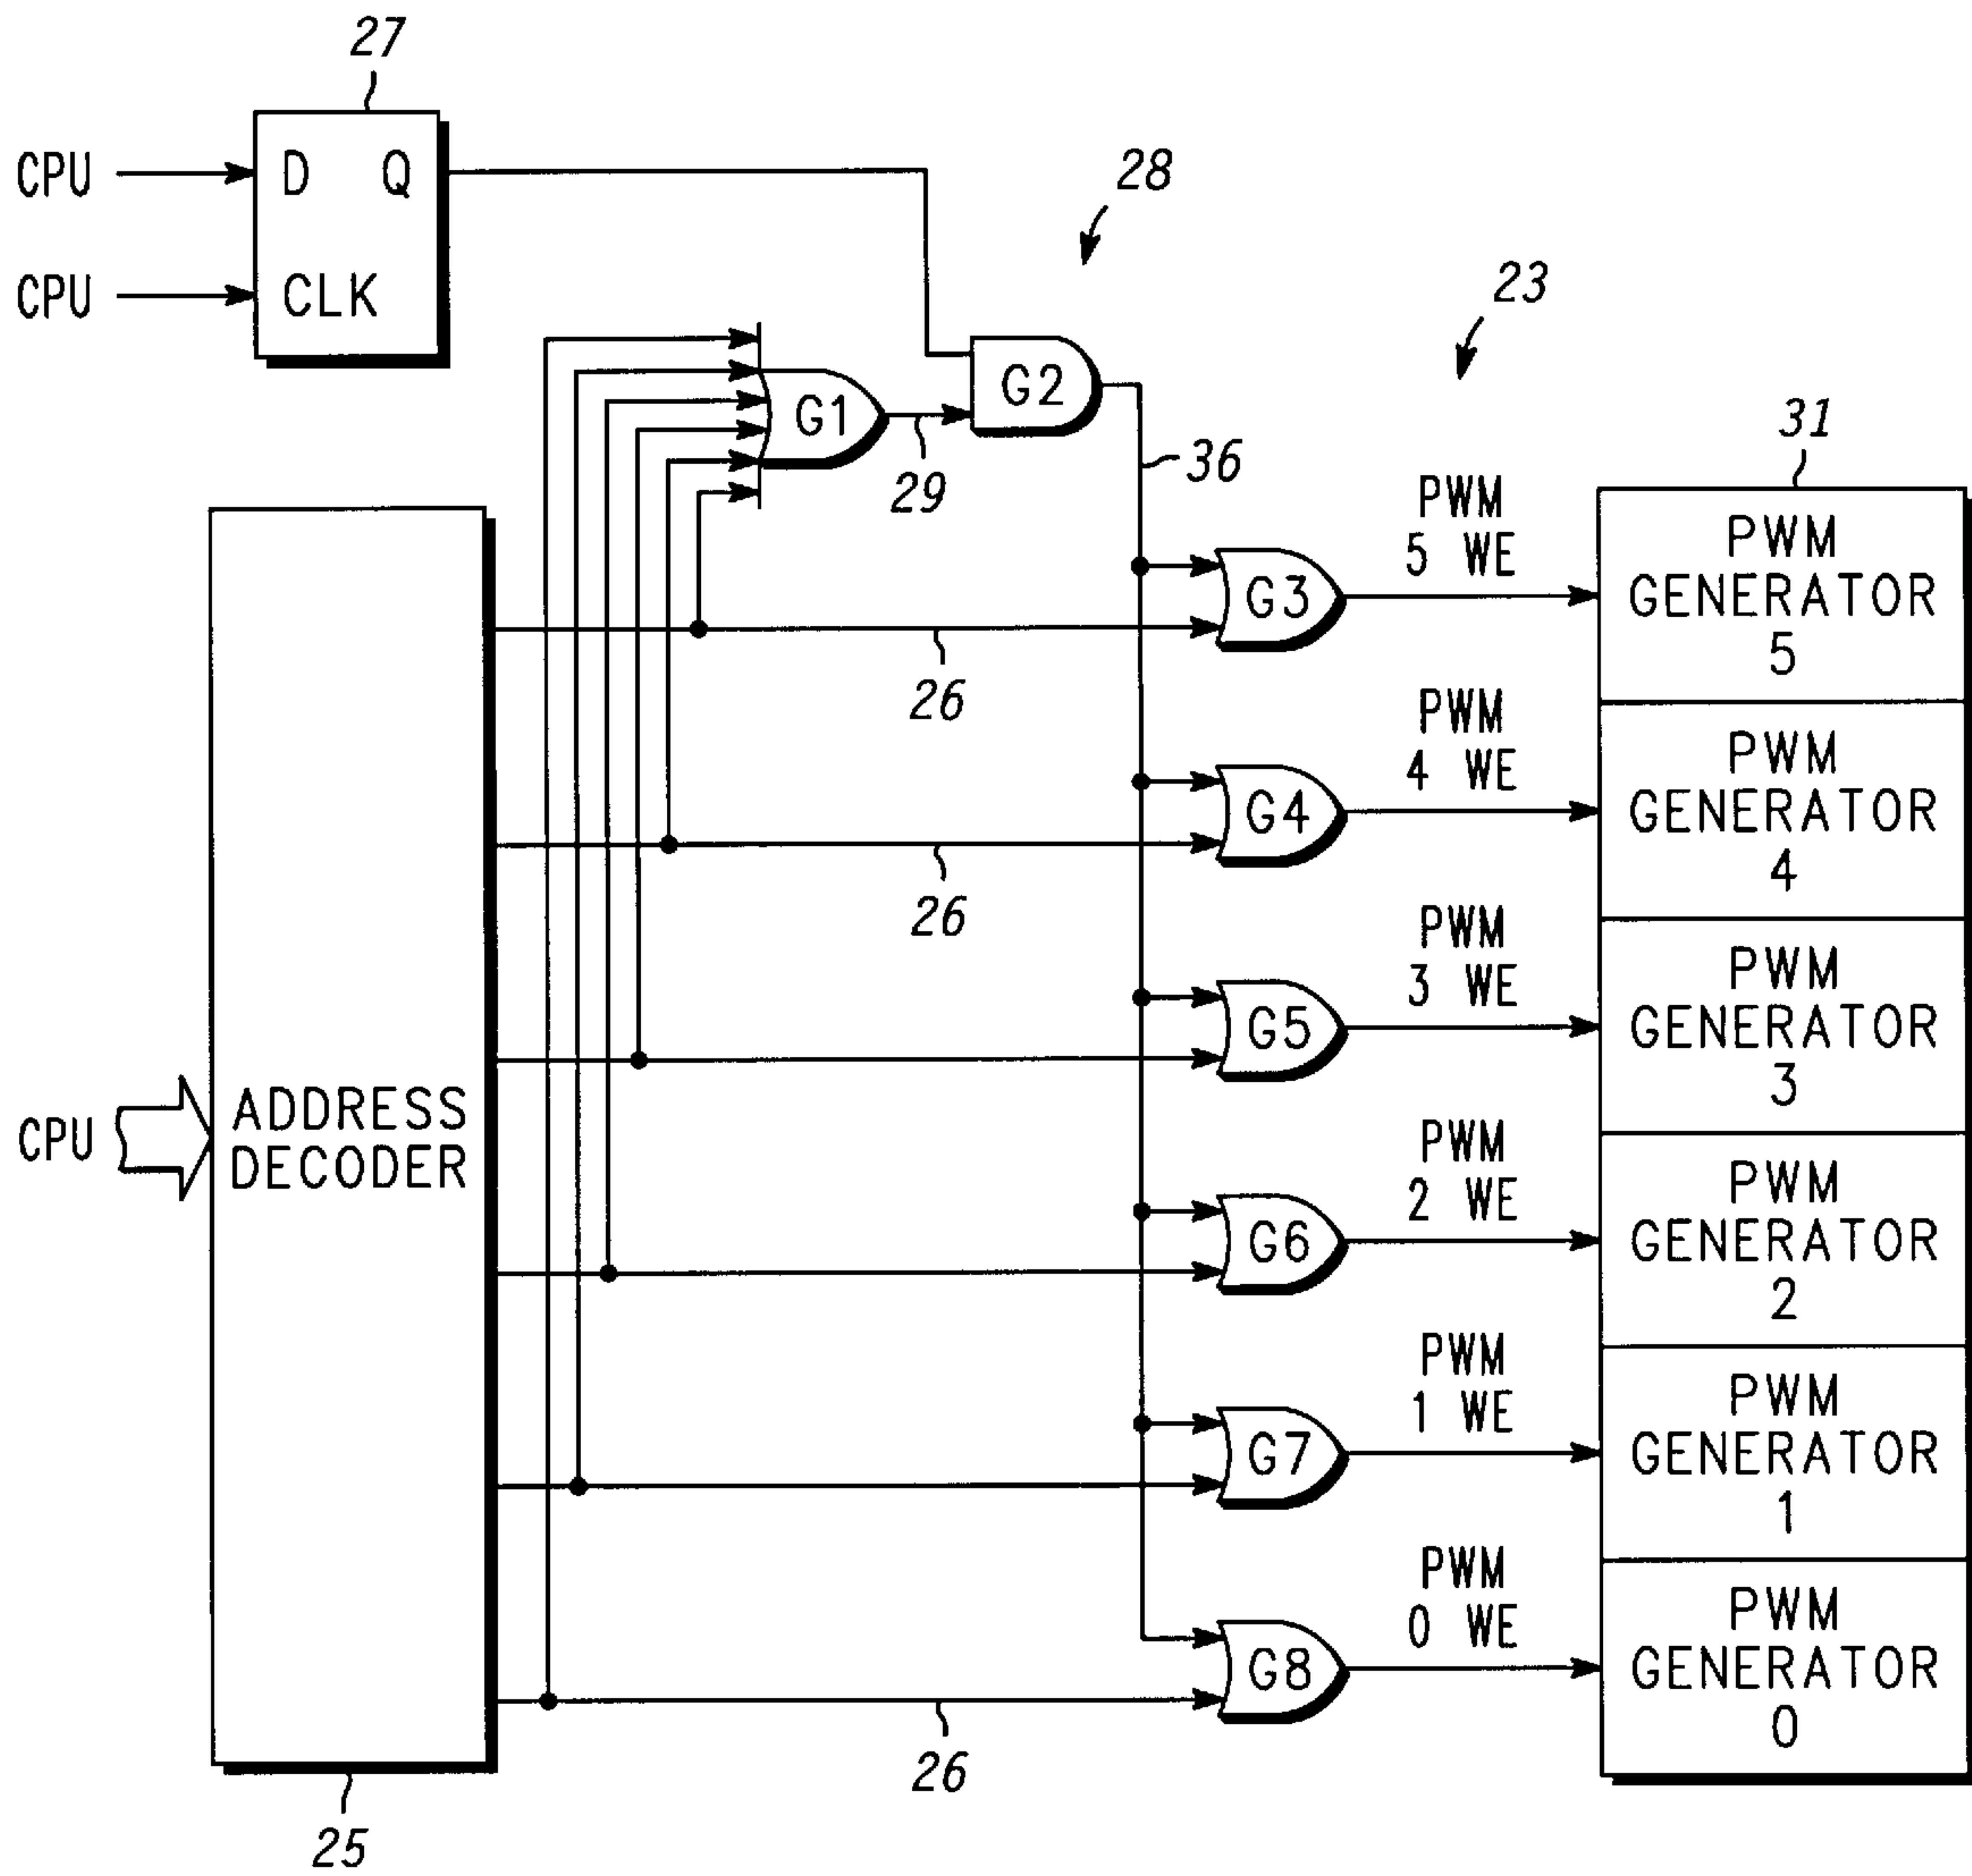 27
CPU
D Q
CPU
CLK
28
23
G1
G2
29
36
31
PWM
5 WE
G3
PWM
GENERATOR
5
26
PWM
4 WE
G4
PWM
GENERATOR
4
26
PWM
3 WE
G5
PWM
GENERATOR
3
CPU
ADDRESS
DECODER
PWM
2 WE
G6
PWM
GENERATOR
2
PWM
1 WE
G7
PWM
GENERATOR
1
PWM
0 WE
G8
PWM
GENERATOR
0
26
25